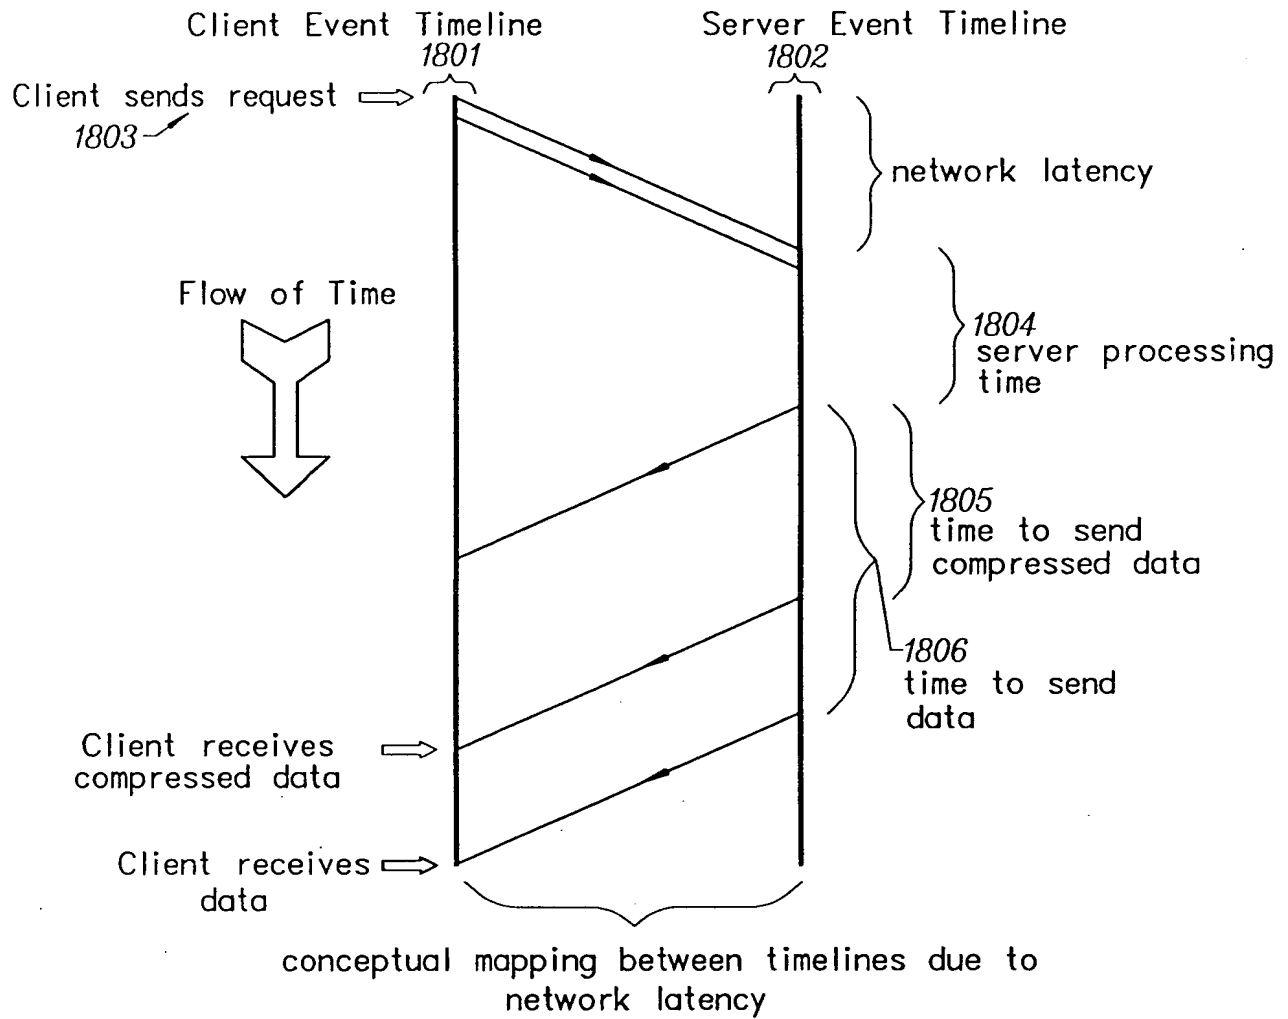 Client Event Timeline
1801
Server Event Timeline
1802
Client sends request
1803
network latency
Flow of Time
1804
server processing
time
1805
time to send
compressed data
1806
time to send
data
Client receives
compressed data
Client receives
data
conceptual mapping between timelines due to
network latency